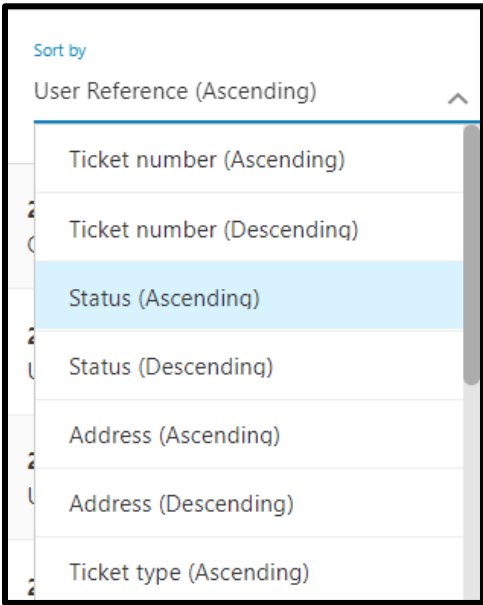 Sort by
User Reference (Ascending)
Ticket number (Ascending)
Ticket number (Descending)
Status (Ascending)
Status (Descending)
Address (Ascending)
Address (Descending)
Ticket type (Ascending)